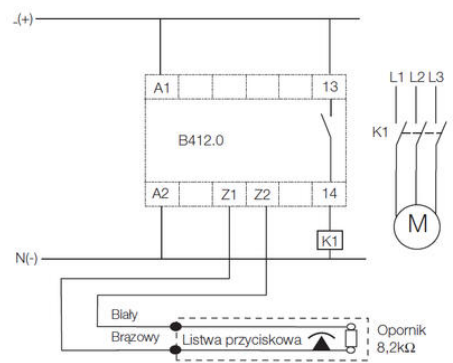 ~(+)
A1
13
L1 L2 L3
K1
B412.0
M
A2
Z1
Z2
14
K1
N(-)
Biały
Brązowy
Listwa przyciskowa
Opornik
8,2kΩ